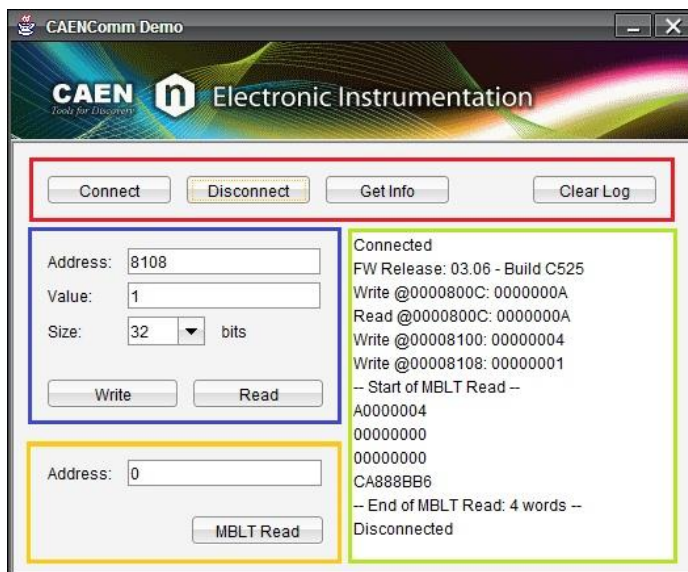 CAENComm Demo
CAEN
Tools for Discovery
n
Electronic Instrumentation
Connect
Disconnect
Get Info
Clear Log
Address: 8108
Value: 1
Size: 32 bits
Write
Read
Address: 0
MBLT Read
Connected
FW Release: 03.06 - Build C525
Write @0000800C: 0000000A
Read @0000800C: 0000000A
Write @00008100: 00000004
Write @00008108: 00000001
-- Start of MBLT Read --
A0000004
00000000
00000000
CA888BB6
-- End of MBLT Read: 4 words --
Disconnected